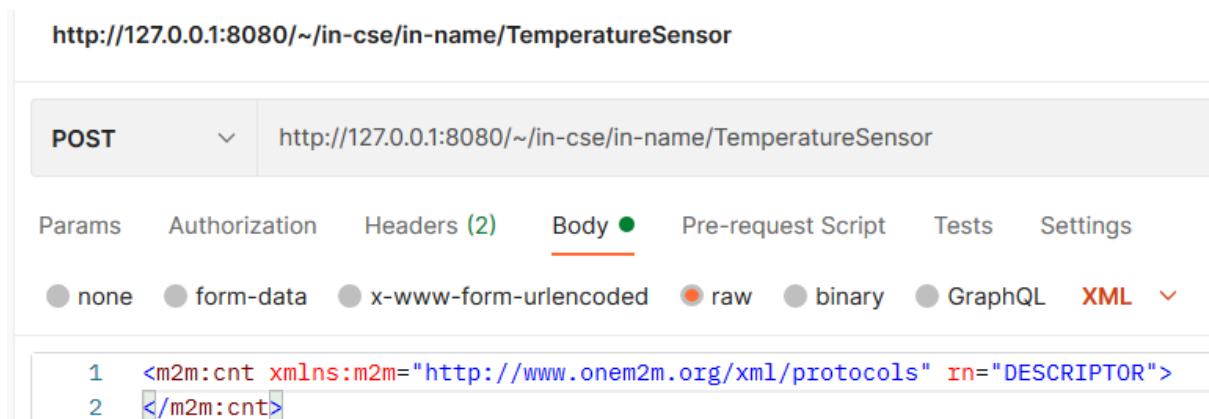 http://127.0.0.1:8080/~/in-cse/in-name/TemperatureSensor
POST http://127.0.0.1:8080/~/in-cse/in-name/TemperatureSensor
Params Authorization Headers (2) Body Pre-request Script Tests Settings
none form-data x-www-form-urlencoded raw binary GraphQL XML
1 <m2m:cnt xmlns:m2m="http://www.onem2m.org/xml/protocols" rn="DESCRIPTOR">
2 </m2m:cnt>